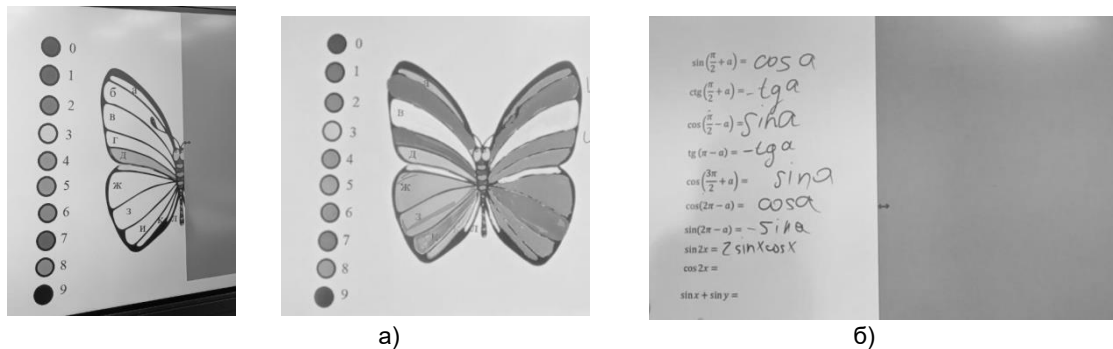 0
1
2
3
4
5
6
7
8
9
а
б
в
г
д
ж
з
и
0
1
2
3
4
5
6
7
8
9
а
в
д
ж
з
л
sin(π/2 + a) = cos a
ctg(π/2 + a) = -tg a
cos(π/2 - a) = sin a
tg(π - a) = -tg a
cos(3π/2 + a) = sin a
cos(2π - a) = cos a
sin(2π - a) = -sin a
sin 2x = 2 sin x cos x
cos 2x =
sin x + sin y =
а)
б)